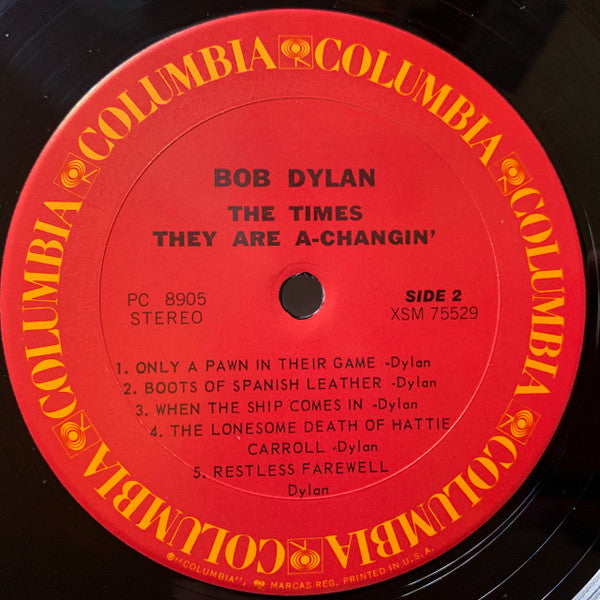 COLUMBIA COLUMBIA COLUMBIA COLUMBIA COLUMBIA COLUMBIA
BOB DYLAN
THE TIMES
THEY ARE A-CHANGIN'
PC 8905
STEREO
SIDE 2
XSM 75529
1. ONLY A PAWN IN THEIR GAME -Dylan
2. BOOTS OF SPANISH LEATHER -Dylan
3. WHEN THE SHIP COMES IN -Dylan
4. THE LONESOME DEATH OF HATTIE
CARROLL -Dylan
5. RESTLESS FAREWELL
Dylan
® "COLUMBIA", MARCAS REG. PRINTED IN U.S.A.